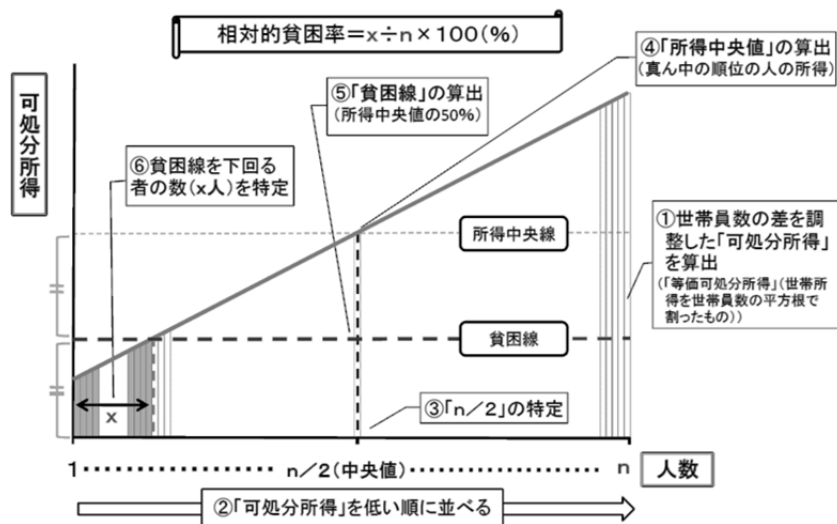 相対的貧困率＝x÷n×100(％)
④「所得中央値」の算出
(真ん中の順位の人の所得)
可処分所得
⑤「貧困線」の算出
(所得中央値の50％)
⑥貧困線を下回る
者の数(x人)を特定
所得中央線
①世帯員数の差を調
整した「可処分所得」
を算出
(「等価可処分所得」(世帯所
得を世帯員数の平方根で
割ったもの))
貧困線
x
③「n／2」の特定
1 ・・・・・・・・・・・ n／2(中央値)・・・・・・・・・・・・・・・ n
人数
②「可処分所得」を低い順に並べる